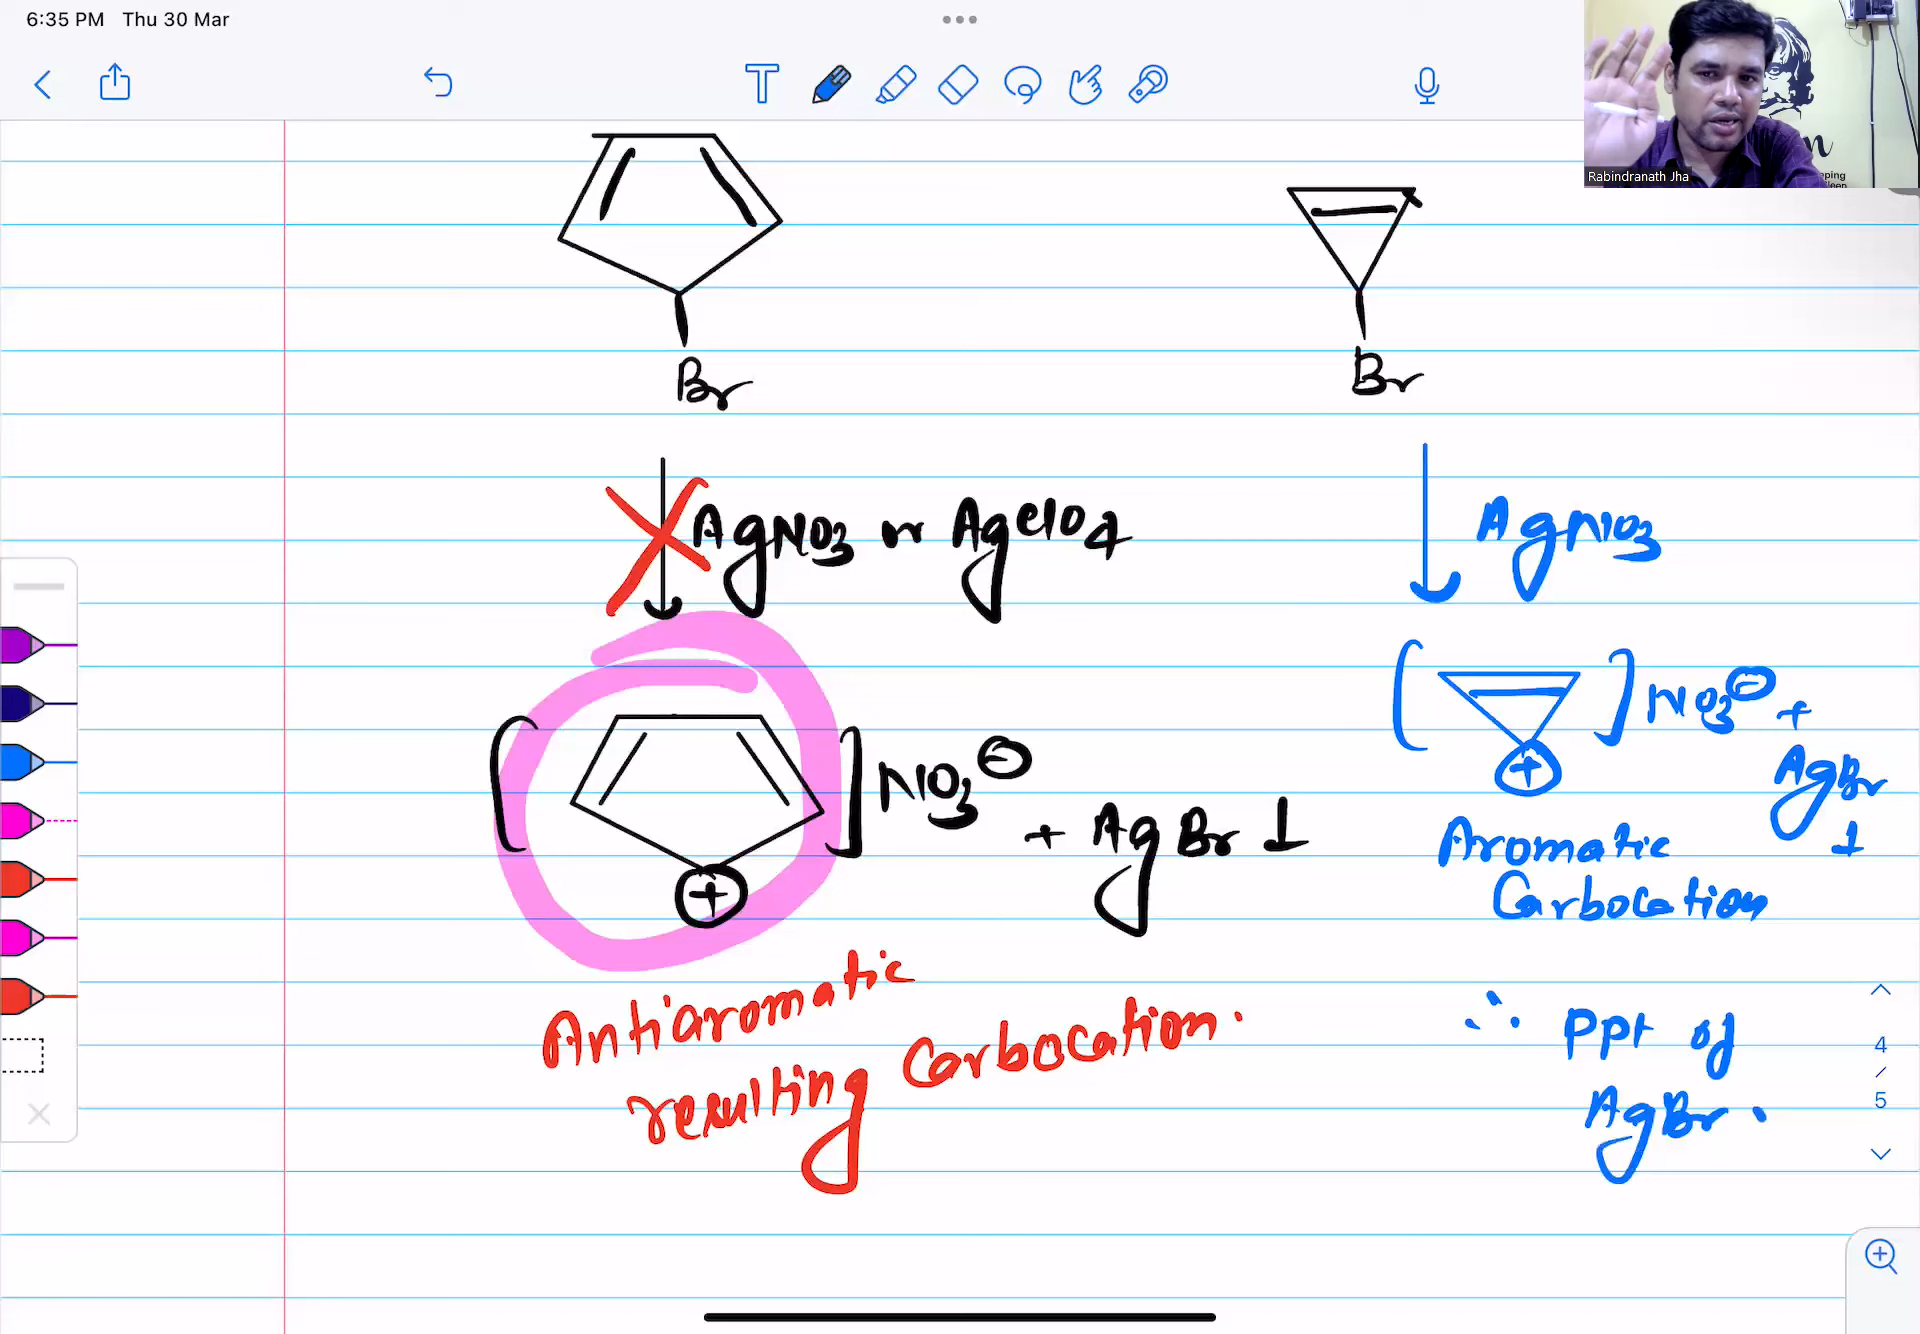 6:35 PM Thu 30 Mar
Rabindranath Jha
Br
Br
AgNO3 or AgClO4
AgNO3
[ + ] NO3⊖ + AgBr ↓
[ + ] NO3⊖ + AgBr ↓
Aromatic
Carbocation
Antiaromatic
resulting Carbocation.
∴ ppt of
AgBr.
4
/
5